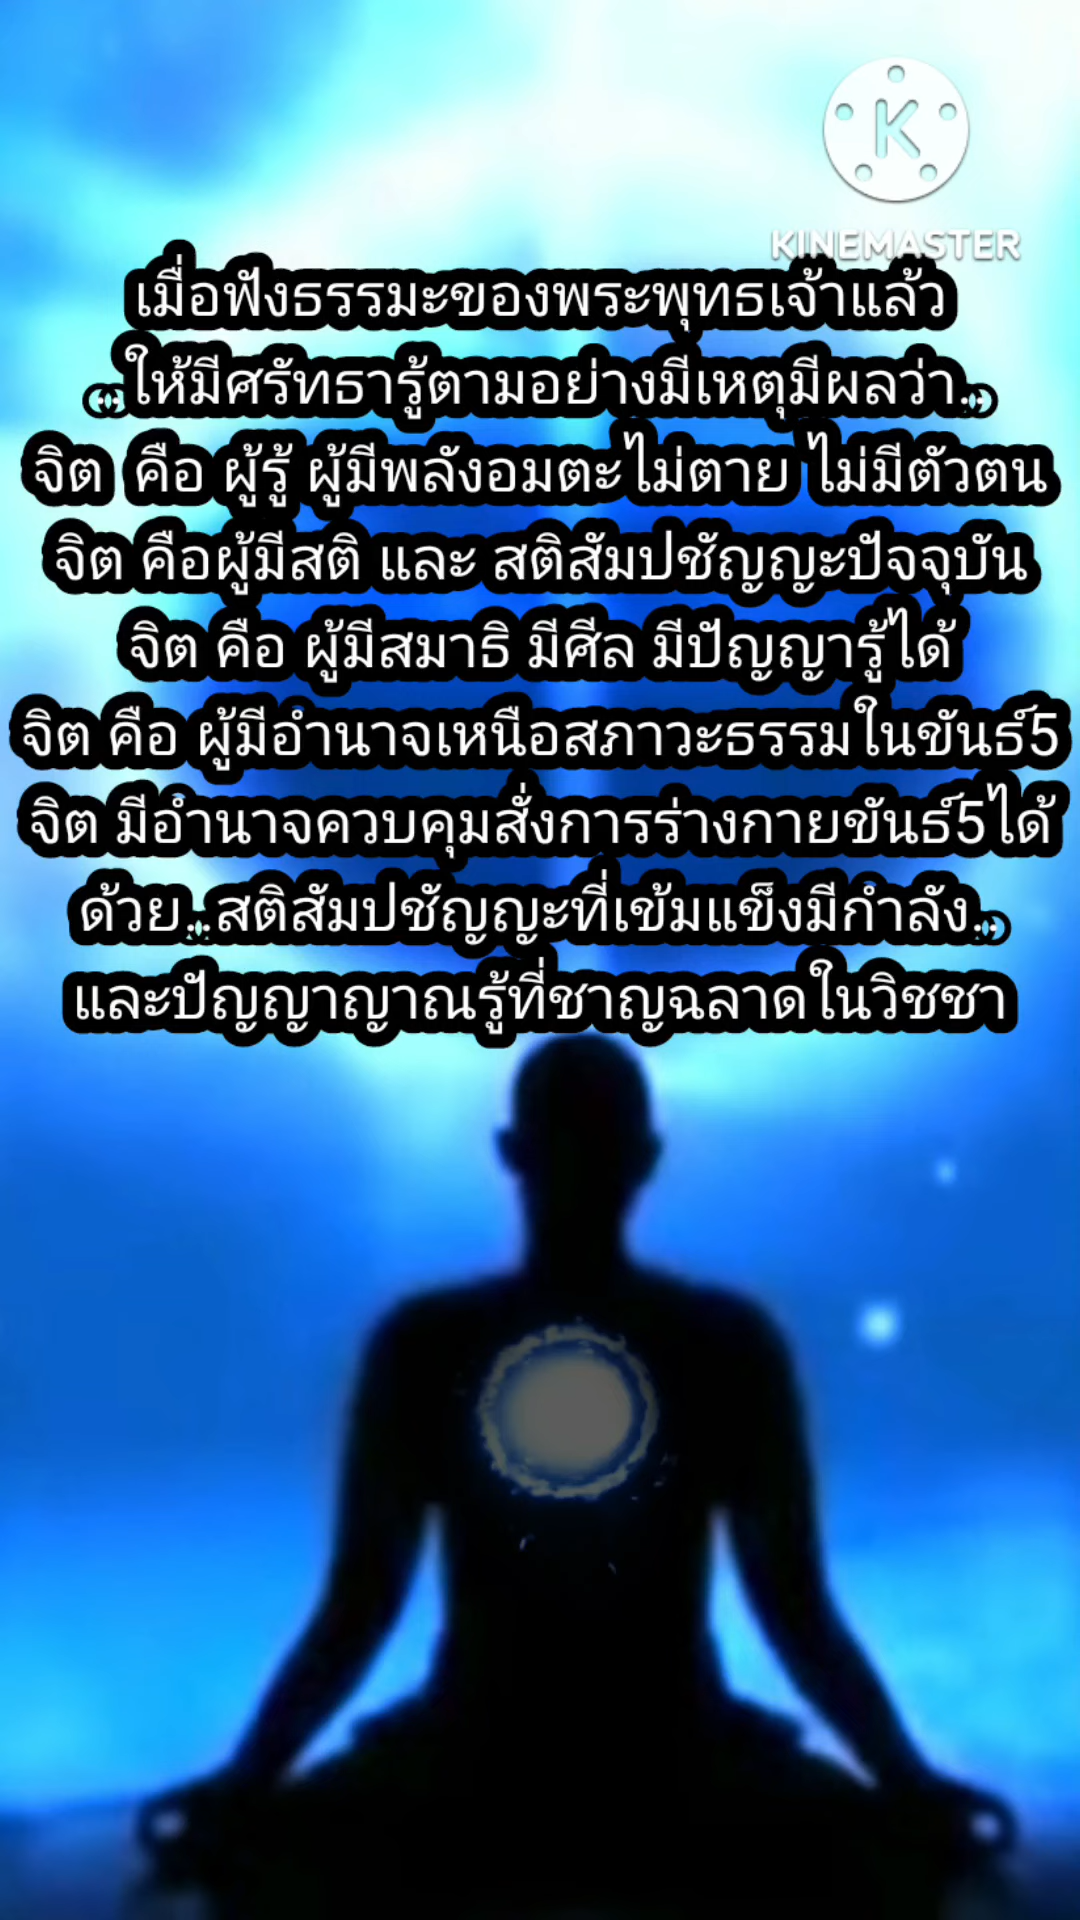 KINEMASTER
เมื่อฟังธรรมะของพระพุทธเจ้าแล้ว
..ให้มีศรัทธารู้ตามอย่างมีเหตุมีผลว่า..
จิต คือ ผู้รู้ ผู้มีพลังอมตะไม่ตาย ไม่มีตัวตน
จิต คือผู้มีสติ และ สติสัมปชัญญะปัจจุบัน
จิต คือ ผู้มีสมาธิ มีศีล มีปัญญารู้ได้
จิต คือ ผู้มีอำนาจเหนือสภาวะธรรมในขันธ์5
จิต มีอำนาจควบคุมสั่งการร่างกายขันธ์5ได้
ด้วย..สติสัมปชัญญะที่เข้มแข็งมีกำลัง..
และปัญญาญาณรู้ที่ชาญฉลาดในวิชชา